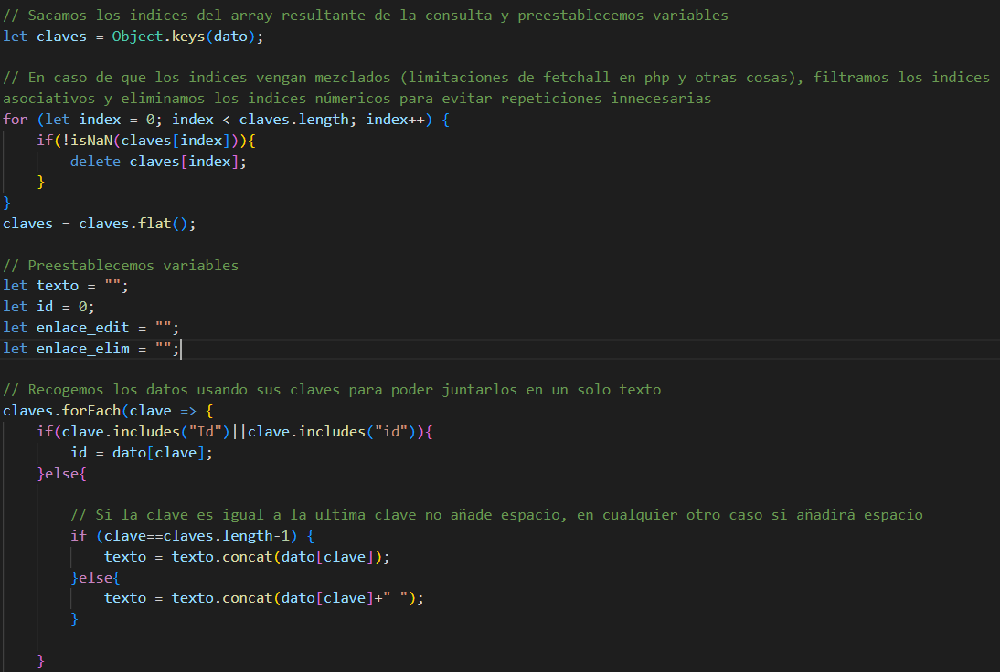 // Sacamos los indices del array resultante de la consulta y preestablecemos variables
let claves = Object.keys(dato);

// En caso de que los indices vengan mezclados (limitaciones de fetchall en php y otras cosas), filtramos los indices
asociativos y eliminamos los indices númericos para evitar repeticiones innecesarias
for (let index = 0; index < claves.length; index++) {
    if(!isNaN(claves[index])){
        delete claves[index];
    }
}
claves = claves.flat();

// Preestablecemos variables
let texto = "";
let id = 0;
let enlace_edit = "";
let enlace_elim = "";

// Recogemos los datos usando sus claves para poder juntarlos en un solo texto
claves.forEach(clave => {
    if(clave.includes("Id")||clave.includes("id")){
        id = dato[clave];
    }else{

        // Si la clave es igual a la ultima clave no añade espacio, en cualquier otro caso si añadirá espacio
        if (clave==claves.length-1) {
            texto = texto.concat(dato[clave]);
        }else{
            texto = texto.concat(dato[clave]+" ");
        }

    }